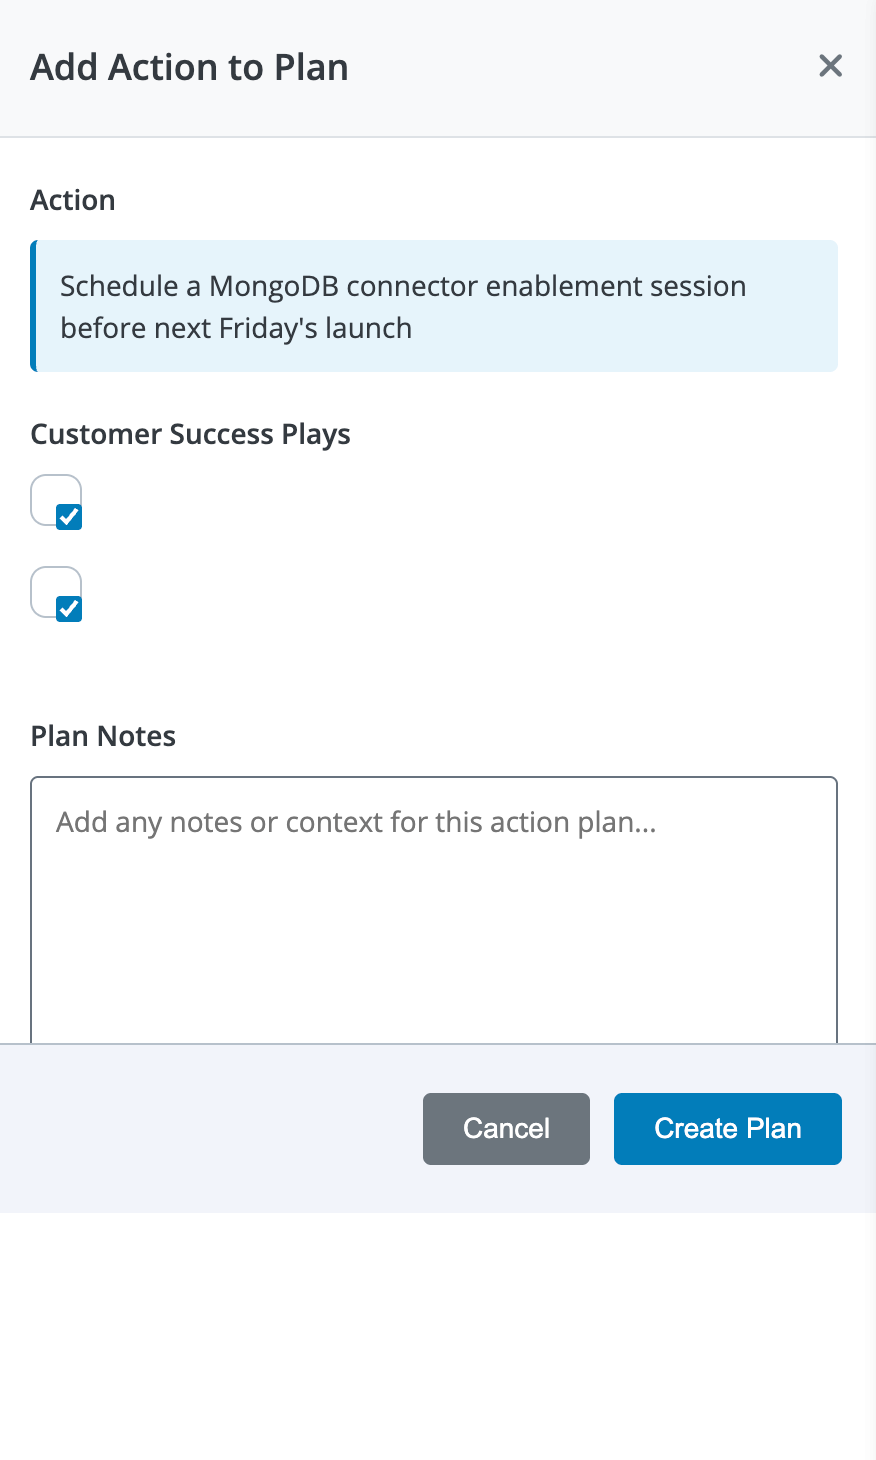 Add Action to Plan
Action
Schedule a MongoDB connector enablement session
before next Friday's launch
Customer Success Plays
Plan Notes
Add any notes or context for this action plan...
Cancel
Create Plan